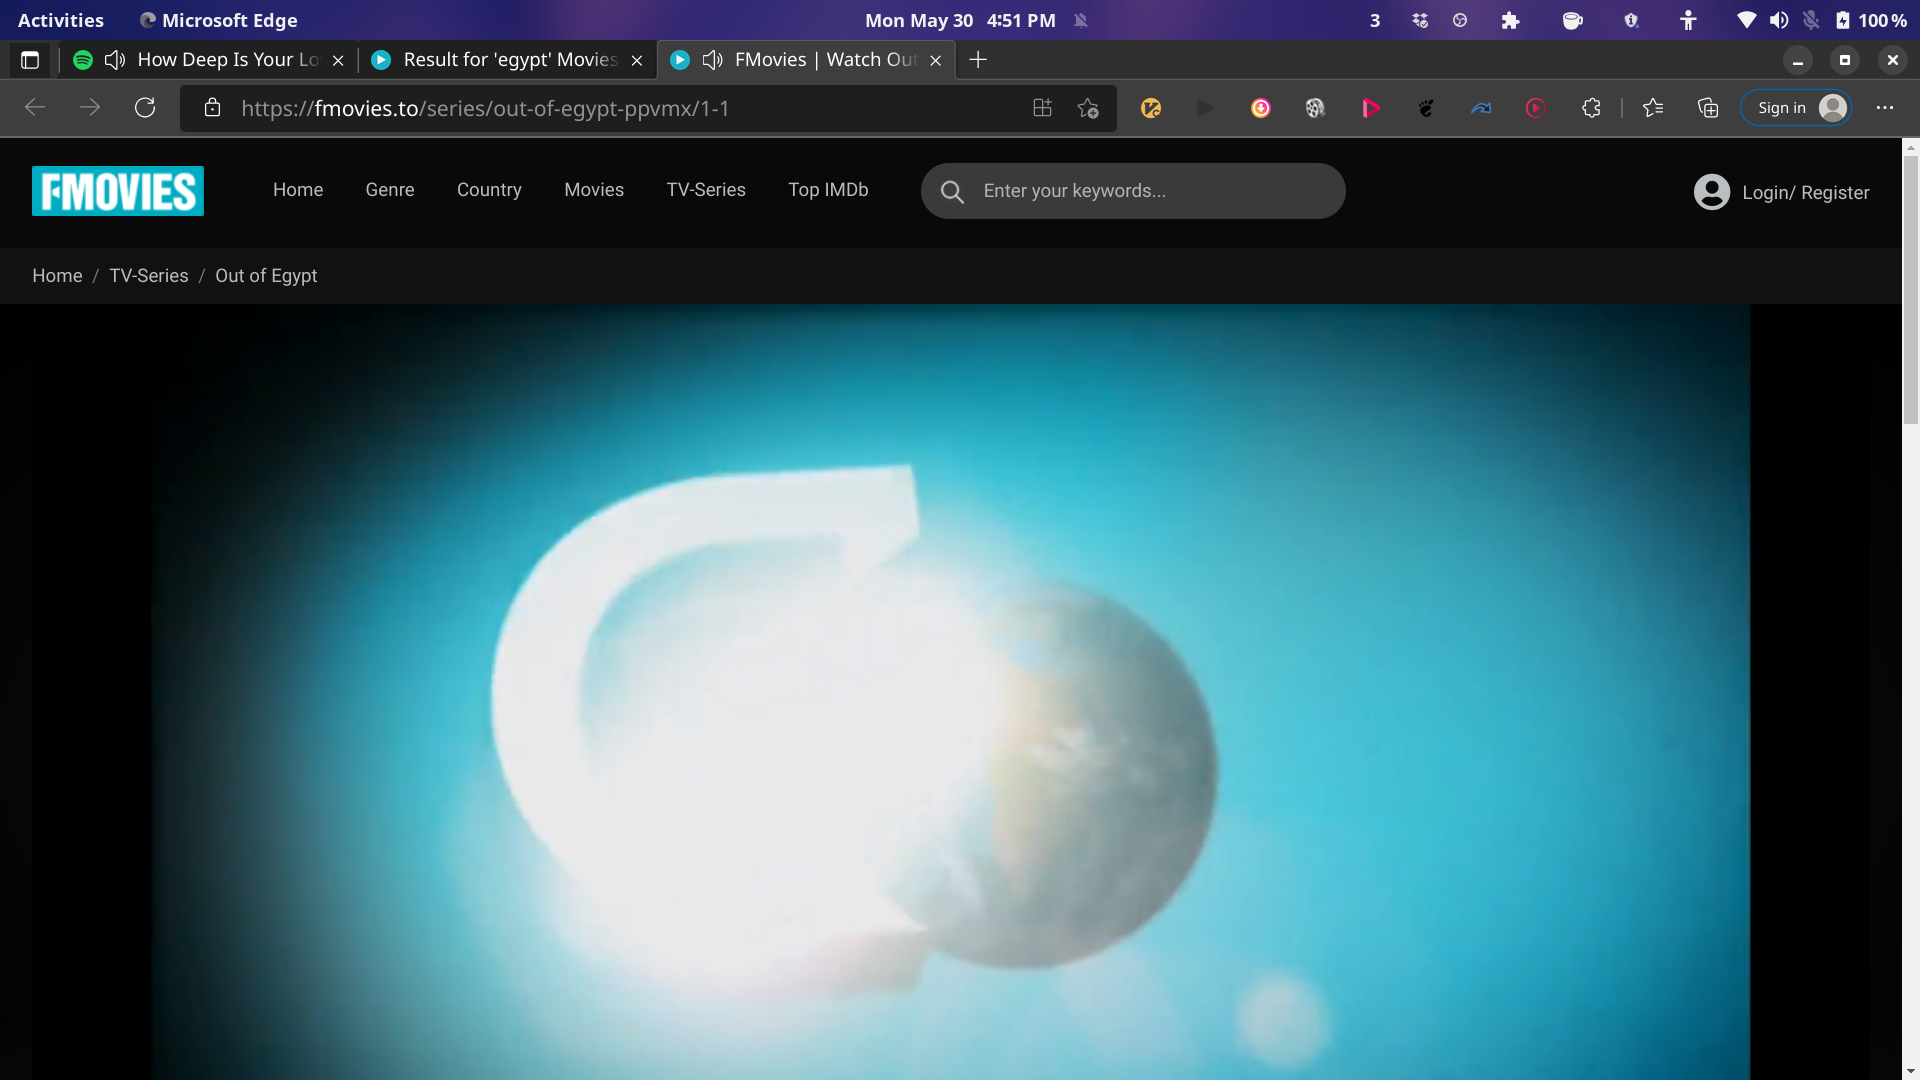 Activities
Microsoft Edge
Mon May 30 4:51 PM
3
100 %
How Deep Is Your Lo
Result for 'egypt' Movies
FMovies | Watch Out
https://fmovies.to/series/out-of-egypt-ppvmx/1-1
Sign in
FMOVIES
Home
Genre
Country
Movies
TV-Series
Top IMDb
Enter your keywords...
Login/ Register
Home / TV-Series / Out of Egypt